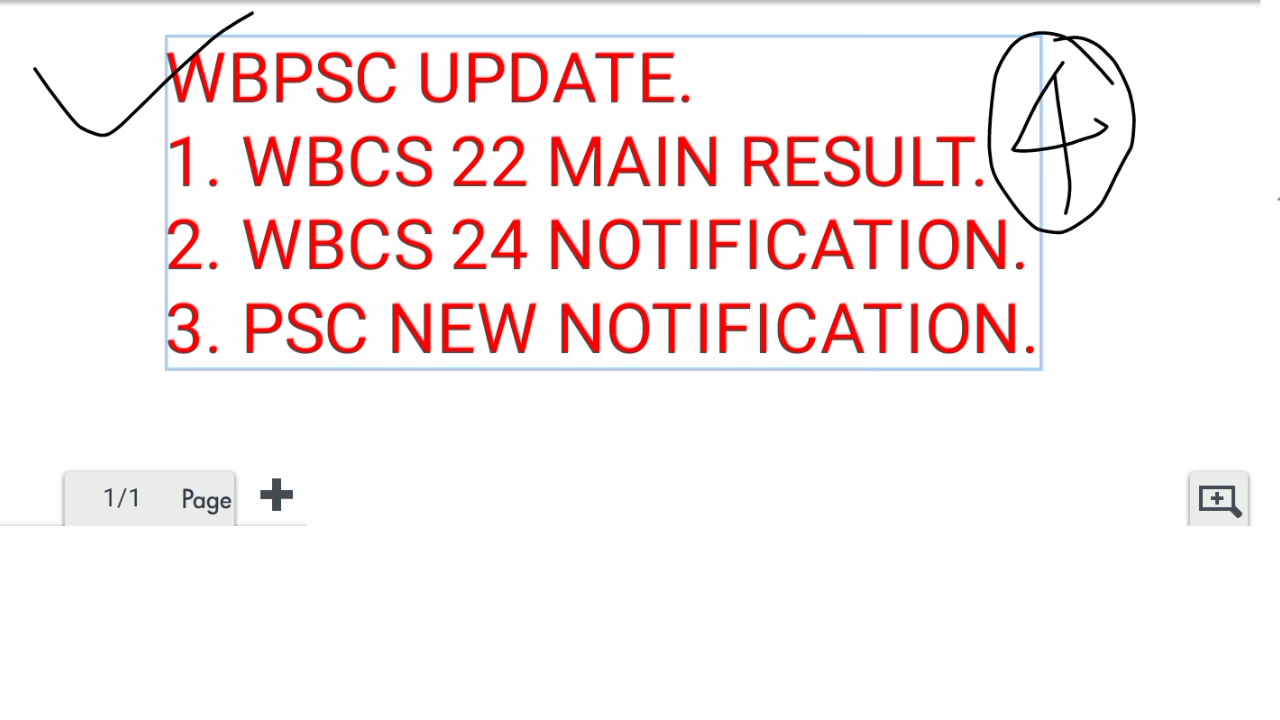 WBPSC UPDATE.
1. WBCS 22 MAIN RESULT.
4
2. WBCS 24 NOTIFICATION.
3. PSC NEW NOTIFICATION.
1/1 Page